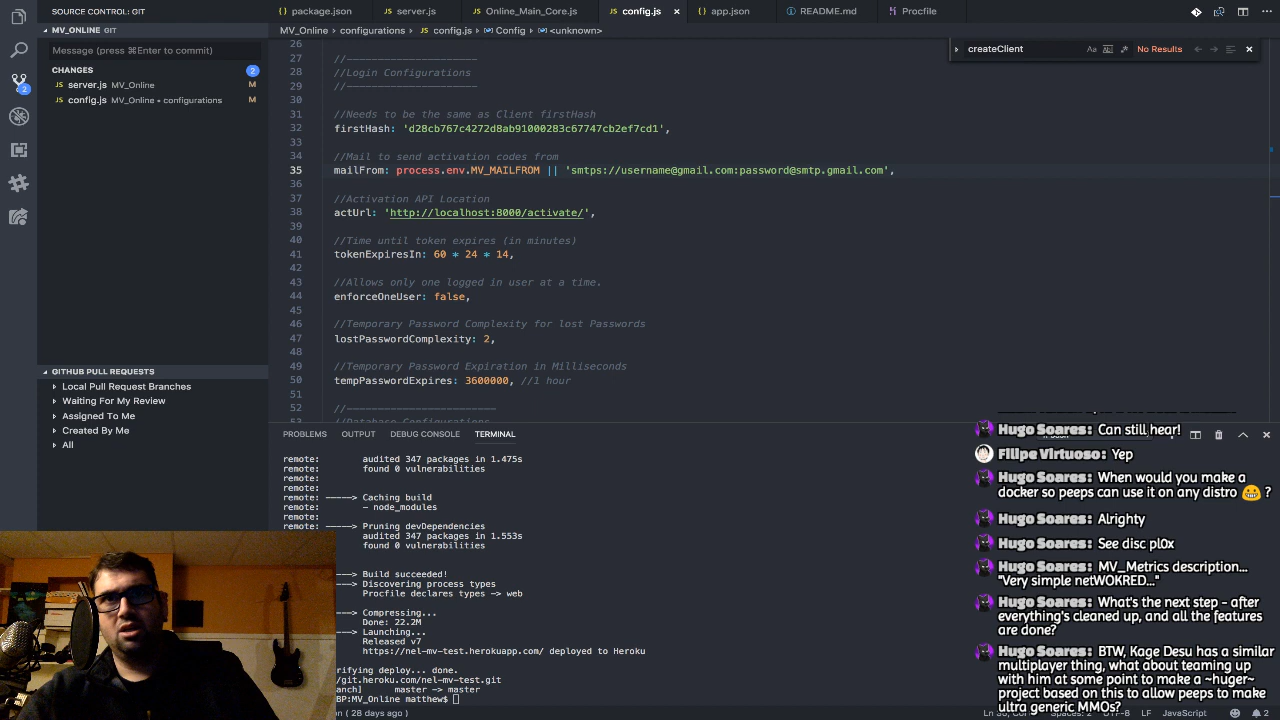 SOURCE CONTROL: GIT
MV_ONLINE GIT
Message (press ⌘Enter to commit)
CHANGES
2
server.js MV_Online M
config.js MV_Online • configurations M
2
GITHUB PULL REQUESTS
Local Pull Request Branches
Waiting For My Review
Assigned To Me
Created By Me
All
package.json
JS server.js
JS Online_Main_Core.js
JS config.js
app.json
README.md
Procfile
MV_Online configurations JS config.js Config <unknown>
createClient
No Results
26
27 //---------------------
28 //Login Configurations
29 //---------------------
30
31 //Needs to be the same as Client firstHash
32 firstHash: 'd28cb767c4272d8ab91000283c67747cb2ef7cd1',
33
34 //Mail to send activation codes from
35 mailFrom: process.env.MV_MAILFROM || 'smtps://username@gmail.com:password@smtp.gmail.com',
36
37 //Activation API Location
38 actUrl: 'http://localhost:8000/activate/',
39
40 //Time until token expires (in minutes)
41 tokenExpiresIn: 60 * 24 * 14,
42
43 //Allows only one logged in user at a time.
44 enforceOneUser: false,
45
46 //Temporary Password Complexity for lost Passwords
47 lostPasswordComplexity: 2,
48
49 //Temporary Password Expiration in Milliseconds
50 tempPasswordExpires: 3600000, //1 hour
51
52 //------------------------
53 //Database Configurations
PROBLEMS OUTPUT DEBUG CONSOLE TERMINAL
remote: audited 347 packages in 1.475s
remote: found 0 vulnerabilities
remote:
remote:
remote: -----> Caching build
remote: - node_modules
remote:
remote: -----> Pruning devDependencies
remote: audited 347 packages in 1.553s
remote: found 0 vulnerabilities
---> Build succeeded!
---> Discovering process types
Procfile declares types -> web
---> Compressing...
Done: 22.2M
---> Launching...
Released v7
https://nel-mv-test.herokuapp.com/ deployed to Heroku
rifying deploy... done.
/git.heroku.com/nel-mv-test.git
anch] master -> master
BP:MV_Online matthew$
(28 days ago)
LF JavaScript 2
Hugo Soares: Can still hear!
Filipe Virtuoso: Yep
Hugo Soares: When would you make a
docker so peeps can use it on any distro 😬 ?
Hugo Soares: Alrighty
Hugo Soares: See disc pl0x
Hugo Soares: MV_Metrics description...
"Very simple netWOKRED..."
Hugo Soares: What's the next step - after
everything's cleaned up, and all the features
are done?
Hugo Soares: BTW, Kage Desu has a similar
multiplayer thing, what about teaming up
with him at some point to make a ~huger~
project based on this to allow peeps to make
ultra generic MMOs?